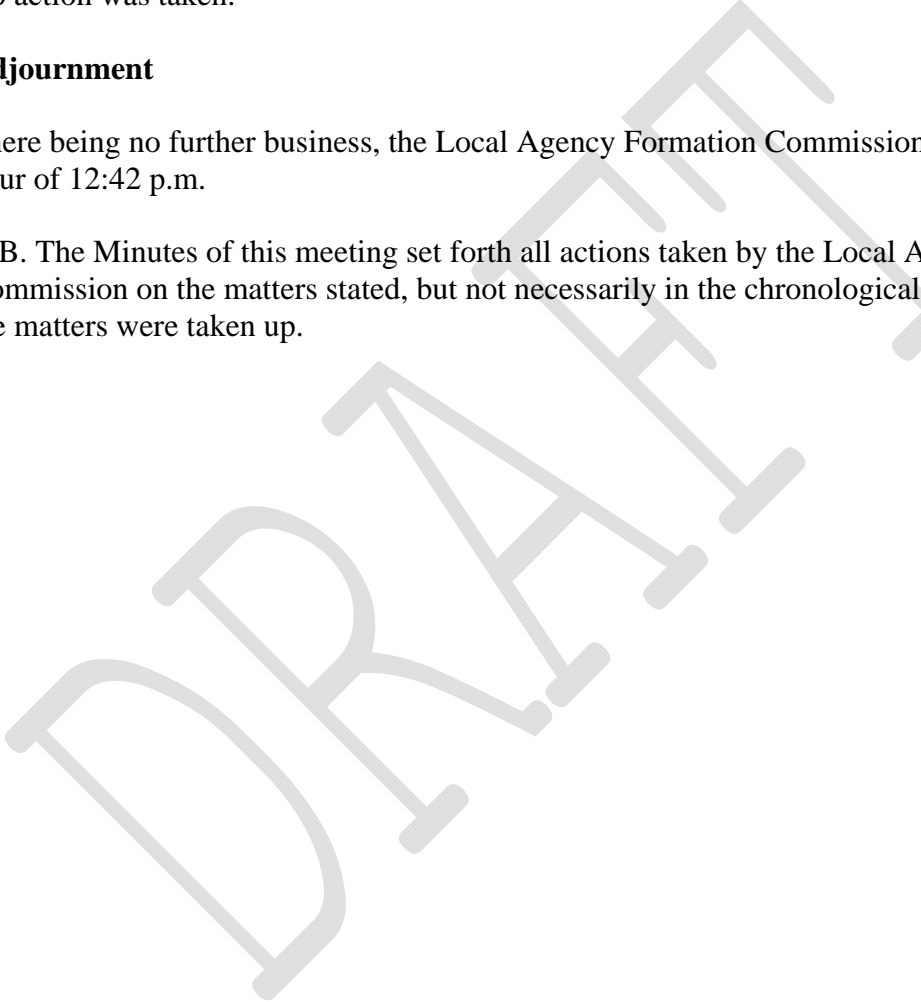 action was taken.
djournment
ere being no further business, the Local Agency Formation Commission
ur of 12:42 p.m.
B. The Minutes of this meeting set forth all actions taken by the Local A
ommission on the matters stated, but not necessarily in the chronological
e matters were taken up.
DRAFT